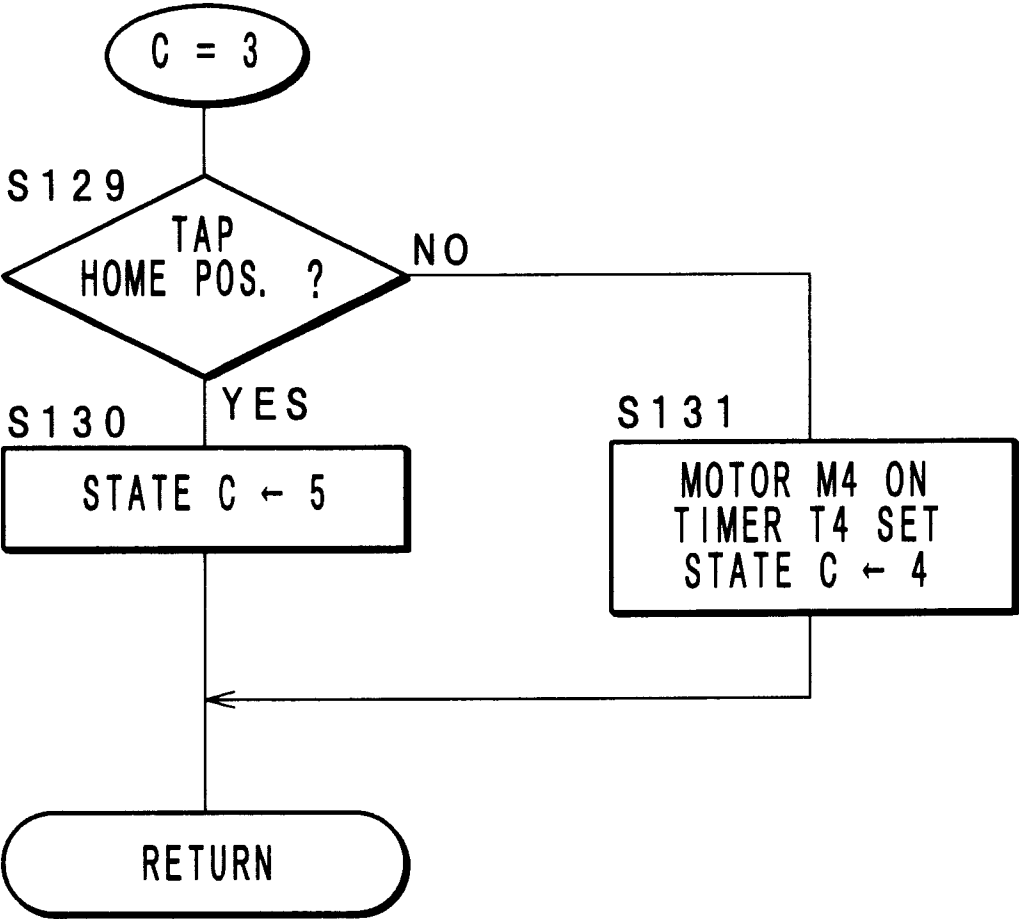 C = 3
S129
TAP
HOME POS. ?
NO
YES
S130
STATE C ← 5
S131
MOTOR M4 ON
TIMER T4 SET
STATE C ← 4
RETURN